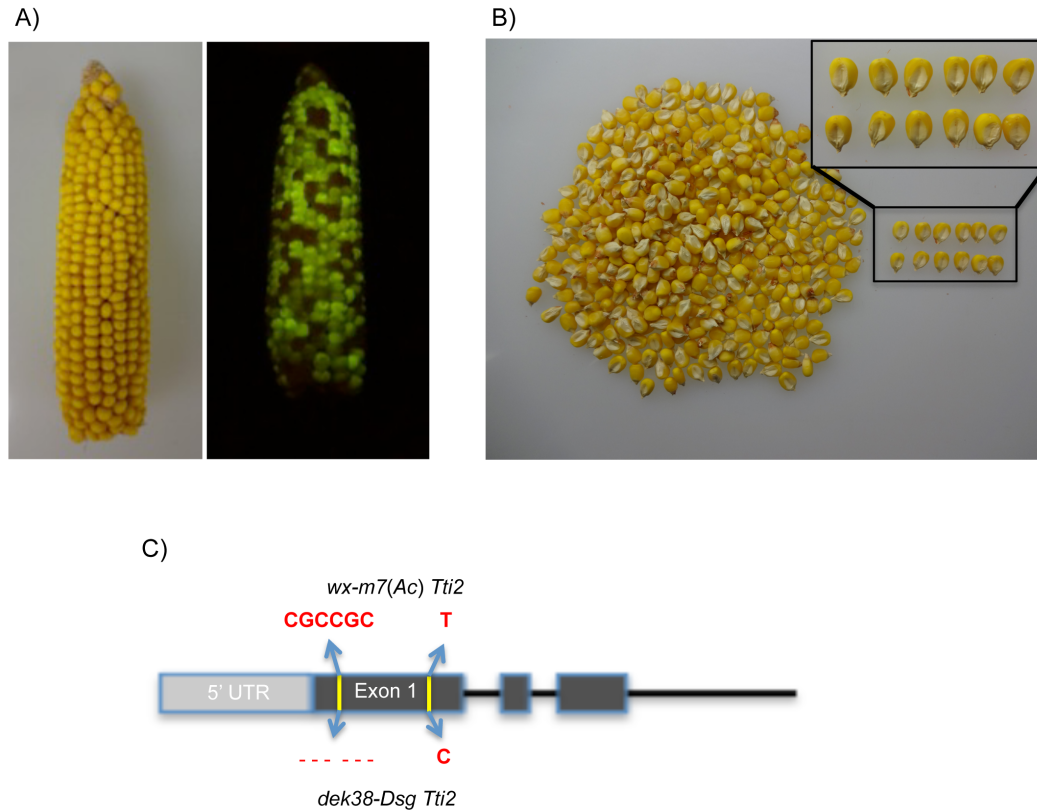 A)
B)
C)
wx-m7(Ac) Tti2
CGCCGC T
5’ UTR Exon 1
- - - - - - C
dek38-Dsg Tti2